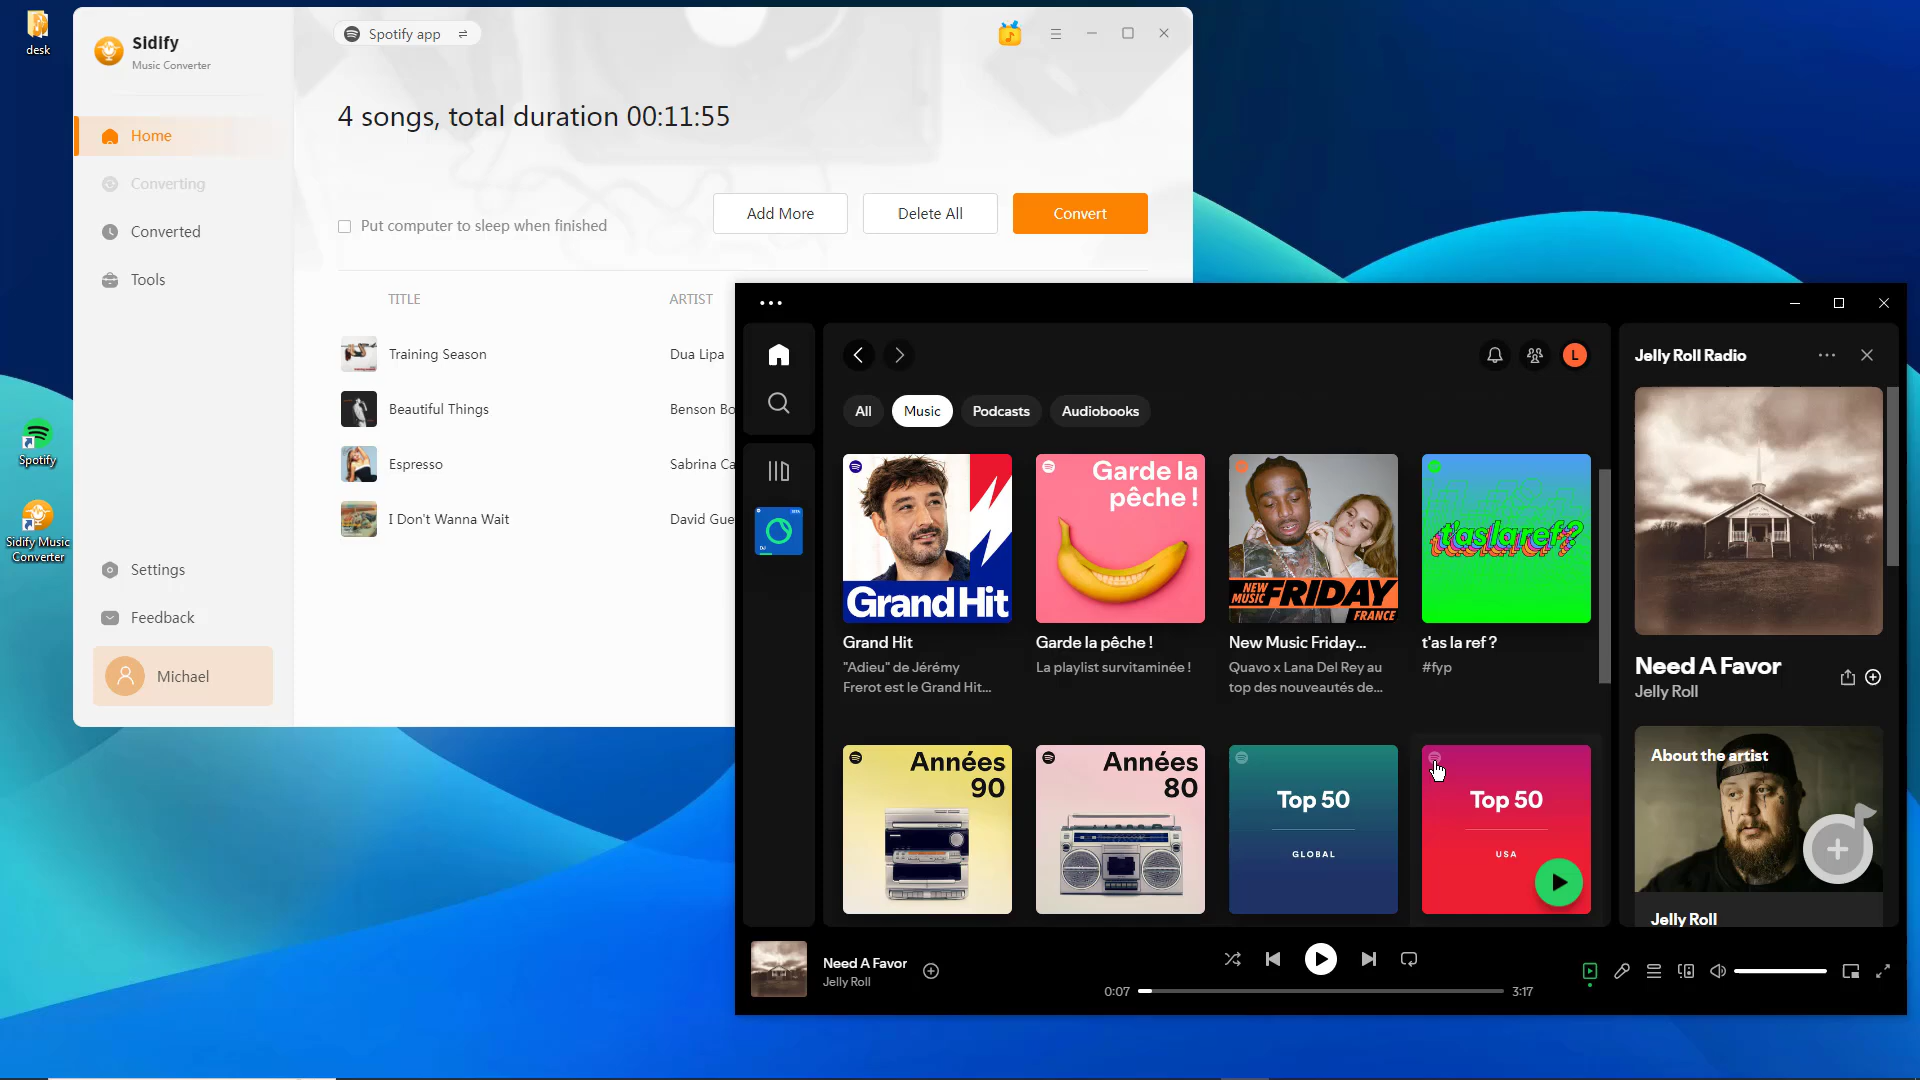 desk
Spotify
Sidify Music
Converter
Sidify
Music Converter
Home
Converting
Converted
Tools
Settings
Feedback
Michael
Spotify app
4 songs, total duration 00:11:55
Put computer to sleep when finished
Add More
Delete All
Convert
TITLE
ARTIST
Training Season
Dua Lipa
Beautiful Things
Benson Bo
Espresso
Sabrina Ca
I Don't Wanna Wait
David Gue
DJ
BETA
All
Music
Podcasts
Audiobooks
Grand Hit
Grand Hit
"Adieu" de Jérémy
Frerot est le Grand Hit...
Garde la
pêche !
Garde la pêche !
La playlist survitaminée !
NEW
MUSIC FRIDAY
FRANCE
New Music Friday...
Quavo x Lana Del Rey au
top des nouveautés de...
t'as la ref?
t'as la ref ?
#fyp
Années
90
Années
80
Top 50
GLOBAL
Top 50
USA
Jelly Roll Radio
L
Need A Favor
Jelly Roll
About the artist
Jelly Roll
Need A Favor
Jelly Roll
0:07
3:17